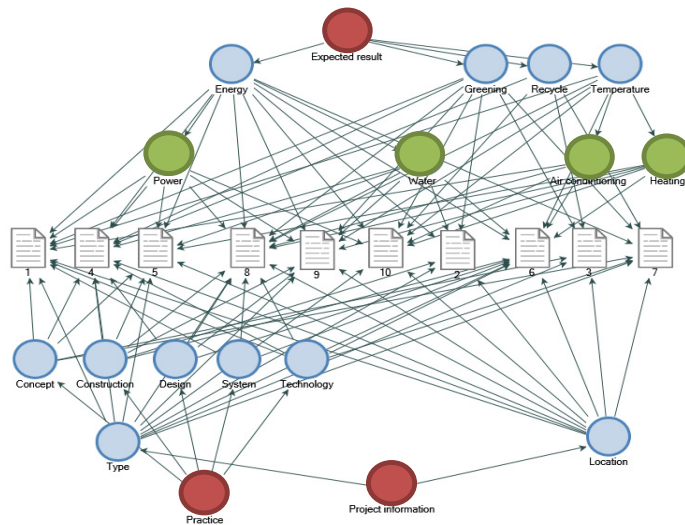 Expected result
Energy
Greening
Recycle
Temperature
Power
Water
Air conditioning
Heating
1
4
5
8
9
10
2
6
3
7
Concept
Construction
Design
System
Technology
Type
Location
Practice
Project information